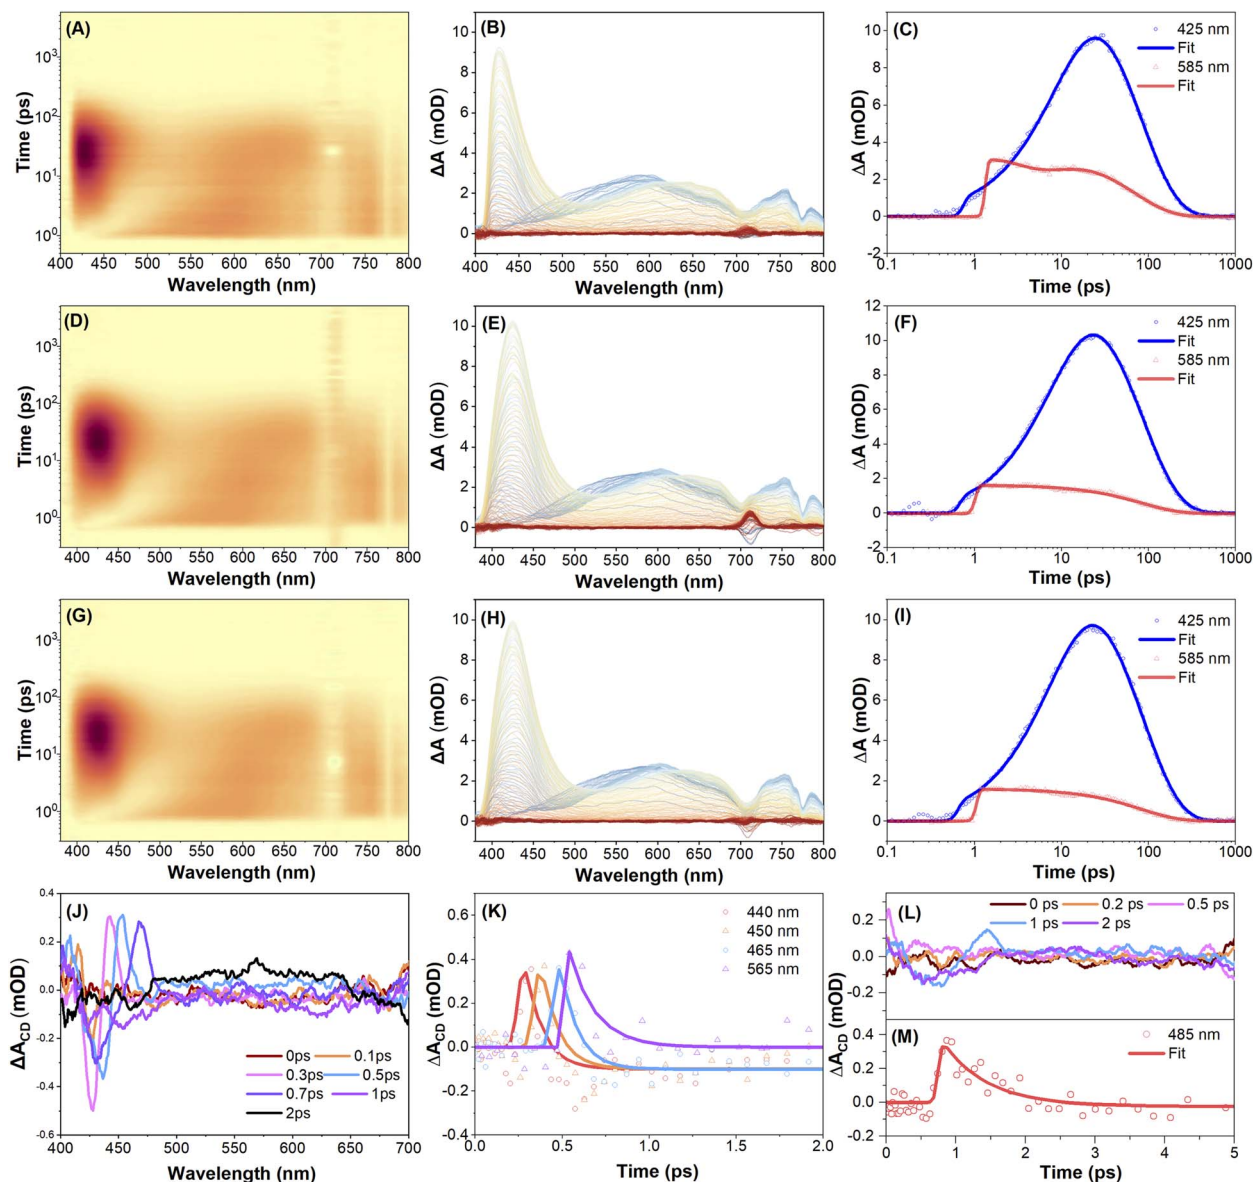 (A)
10³
10²
10¹
10⁰
Time (ps)
400 450 500 550 600 650 700 750 800
Wavelength (nm)
(B)
10
8
6
4
2
0
ΔA (mOD)
400 450 500 550 600 650 700 750 800
Wavelength (nm)
(C)
425 nm
Fit
585 nm
Fit
10
8
6
4
2
0
-2
ΔA (mOD)
0.1 1 10 100 1000
Time (ps)
(D)
10³
10²
10¹
10⁰
Time (ps)
400 450 500 550 600 650 700 750 800
Wavelength (nm)
(E)
10
8
6
4
2
0
ΔA (mOD)
400 450 500 550 600 650 700 750 800
Wavelength (nm)
(F)
425 nm
Fit
585 nm
Fit
12
10
8
6
4
2
0
-2
ΔA (mOD)
0.1 1 10 100 1000
Time (ps)
(G)
10³
10²
10¹
10⁰
Time (ps)
400 450 500 550 600 650 700 750 800
Wavelength (nm)
(H)
10
8
6
4
2
0
ΔA (mOD)
400 450 500 550 600 650 700 750 800
Wavelength (nm)
(I)
425 nm
Fit
585 nm
Fit
10
8
6
4
2
0
ΔA (mOD)
0.1 1 10 100 1000
Time (ps)
(J)
0.4
0.2
0.0
-0.2
-0.4
-0.6
ΔA_CD (mOD)
0ps 0.1ps
0.3ps 0.5ps
0.7ps 1ps
2ps
400 450 500 550 600 650 700
Wavelength (nm)
(K)
440 nm
450 nm
465 nm
565 nm
0.6
0.4
0.2
0.0
-0.2
-0.4
ΔA_CD (mOD)
0.0 0.5 1.0 1.5 2.0
Time (ps)
(L)
0 ps 0.2 ps 0.5 ps
1 ps 2 ps
0.2
0.0
-0.2
(M)
485 nm
Fit
0.4
0.2
0.0
-0.2
ΔA_CD (mOD)
0 1 2 3 4 5
Time (ps)